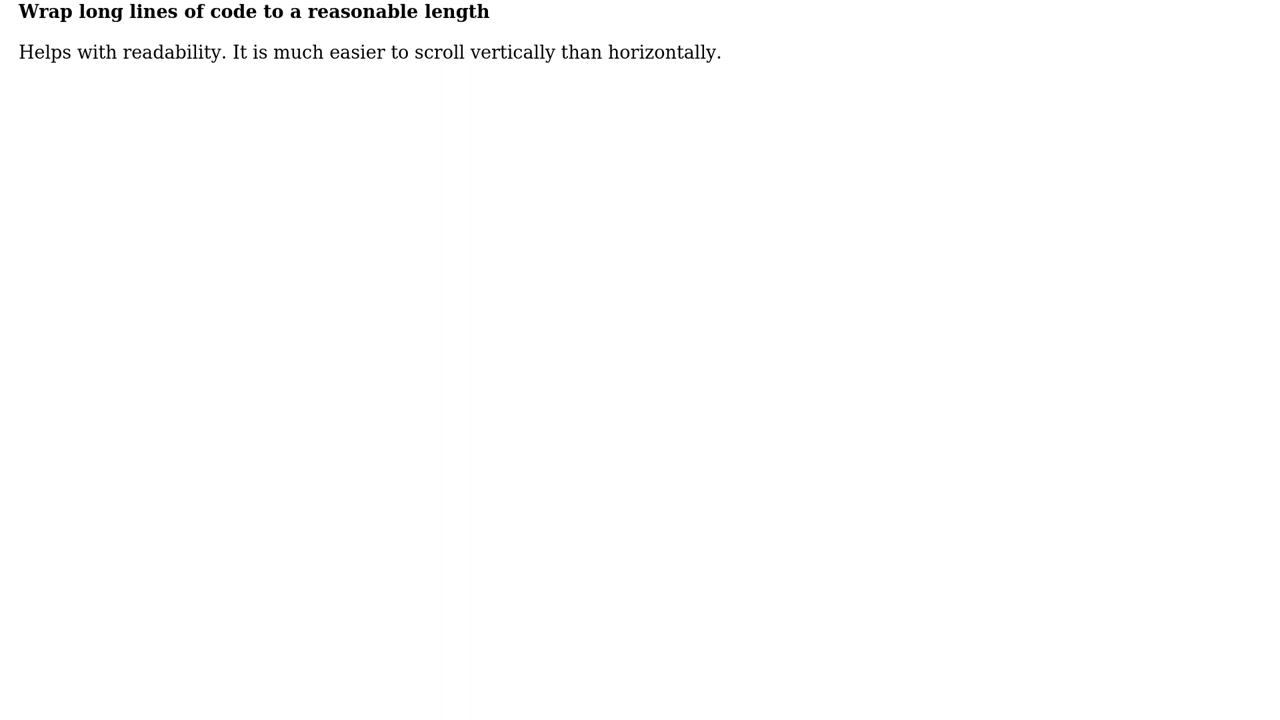 Wrap long lines of code to a reasonable length
Helps with readability. It is much easier to scroll vertically than horizontally.